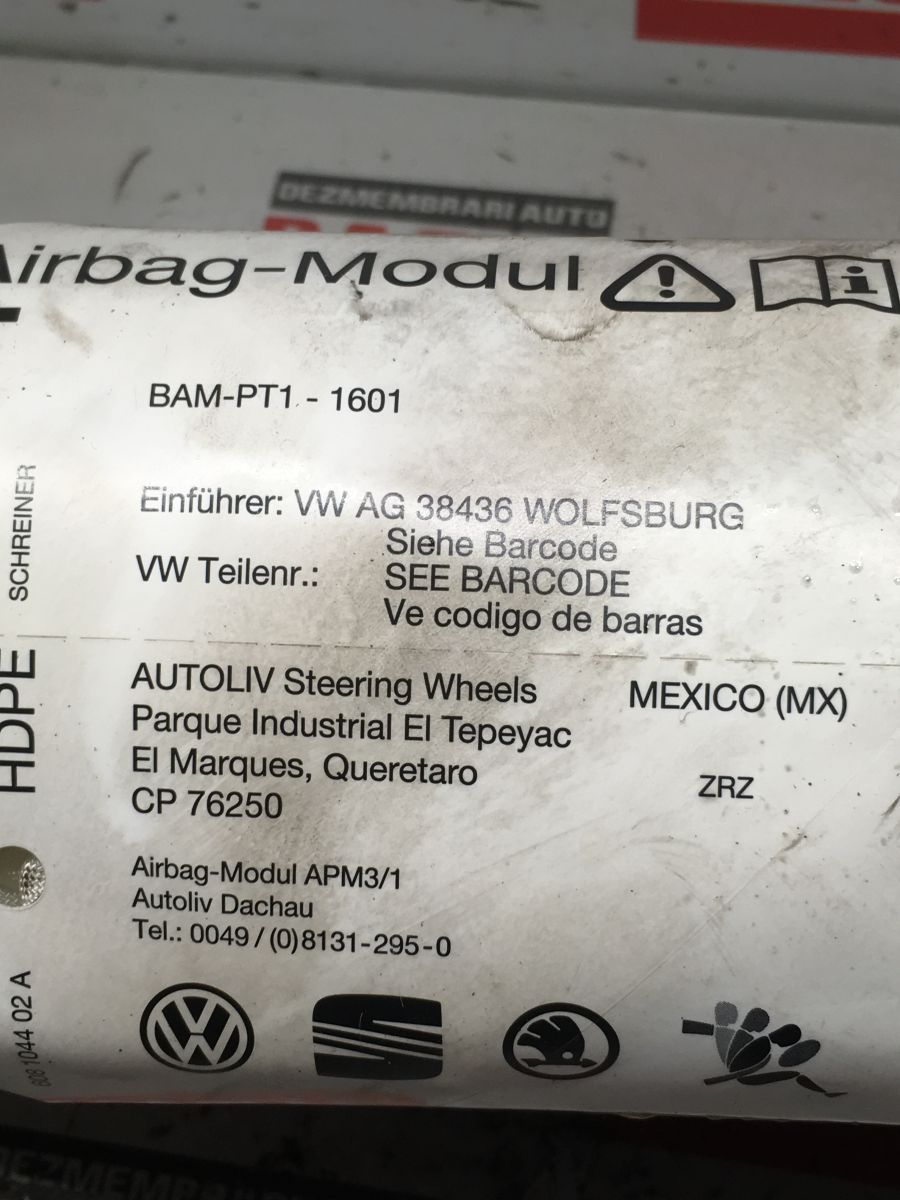 DEZMEMBRARI AUTO
Airbag-Modul
BAM-PT1 - 1601
SCHREINER
Einführer: VW AG 38436 WOLFSBURG
Siehe Barcode
VW Teilenr.: SEE BARCODE
Ve codigo de barras
HDPE
AUTOLIV Steering Wheels MEXICO (MX)
Parque Industrial El Tepeyac
El Marques, Queretaro ZRZ
CP 76250
Airbag-Modul APM3/1
Autoliv Dachau
Tel.: 0049 / (0)8131-295-0
608 1044 02 A
DEZMEMBRARI